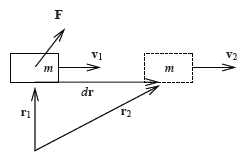 F
m v₁ m v₂
dr
r₁ r₂